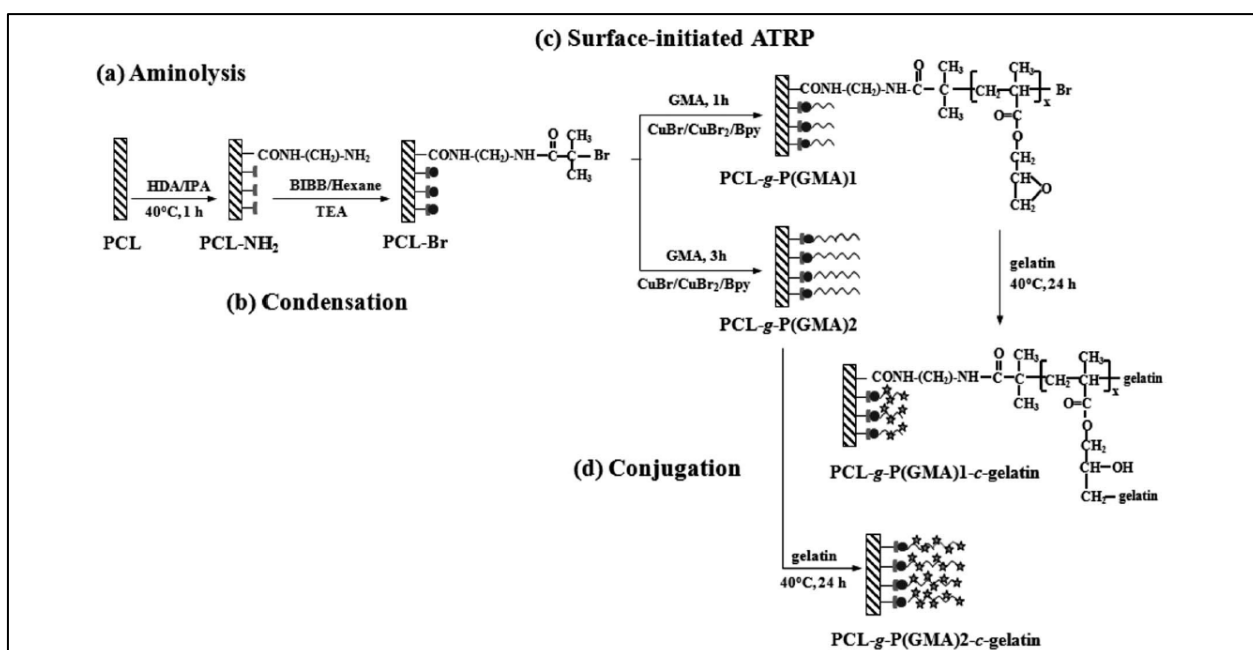 (c) Surface-initiated ATRP
(a) Aminolysis
HDA/IPA
40°C, 1 h
PCL
CONH-(CH₂)-NH₂
PCL-NH₂
BIBB/Hexane
TEA
CONH-(CH₂)-NH-C-C-Br
O
CH₃
CH₃
PCL-Br
(b) Condensation
GMA, 1h
CuBr/CuBr₂/Bpy
PCL-g-P(GMA)1
CONH-(CH₂)-NH-C-C-[CH₂-CH]x-Br
O
CH₃
CH₃
CH₃
O=C
O
CH₂
CH
O
CH₂
GMA, 3h
CuBr/CuBr₂/Bpy
PCL-g-P(GMA)2
gelatin
40°C, 24 h
CONH-(CH₂)-NH-C-C-[CH₂-C]x-gelatin
O
CH₃
CH₃
CH₃
O=C
O
CH₂
CH-OH
CH₂-gelatin
PCL-g-P(GMA)1-c-gelatin
(d) Conjugation
gelatin
40°C, 24 h
PCL-g-P(GMA)2-c-gelatin